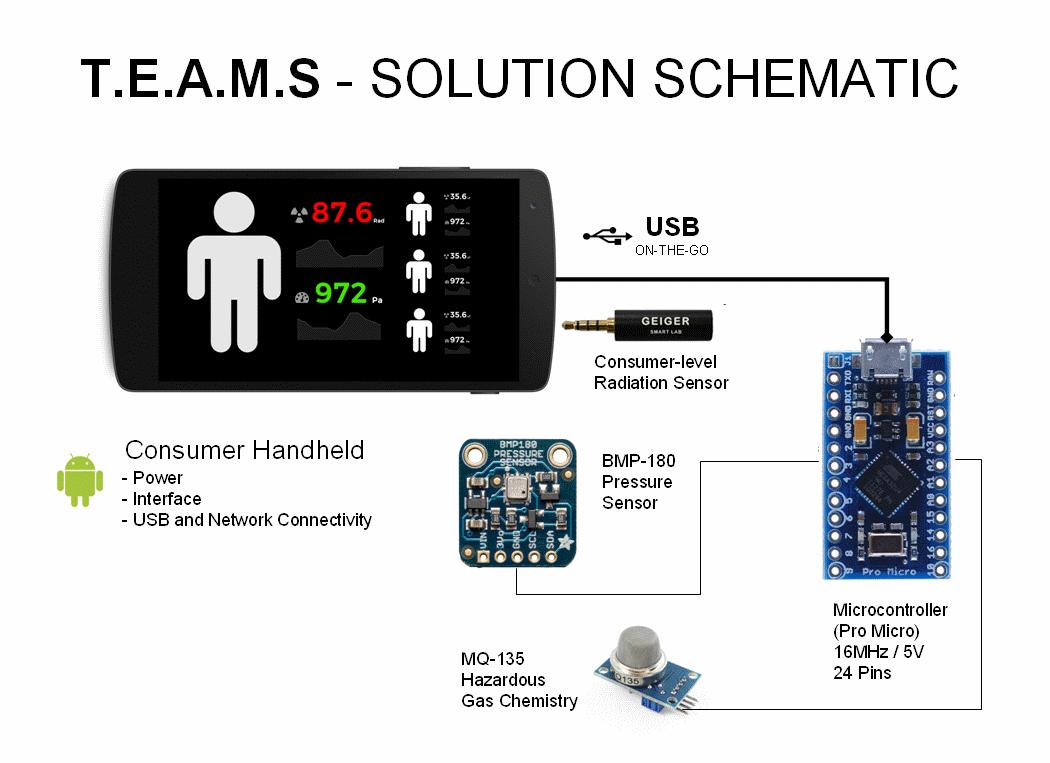 T.E.A.M.S - SOLUTION SCHEMATIC
87.6 Rad
972 Pa
35.6
972
35.6
972
35.6
972
USB
ON-THE-GO
GEIGER
SMART LAB
Consumer-level
Radiation Sensor
Consumer Handheld
- Power
- Interface
- USB and Network Connectivity
BMP180
PRESSURE
SENSOR
VIN 3Vo GND SCL SDA
BMP-180
Pressure
Sensor
J1
TXO RAW
RXI GND
GND RST
GND VCC
2 A3
3 A2
4 A1
5 A0
6 15
7 14
8 16
9 10
Pro Micro
Microcontroller
(Pro Micro)
16MHz / 5V
24 Pins
MQ-135
Hazardous
Gas Chemistry
Q135